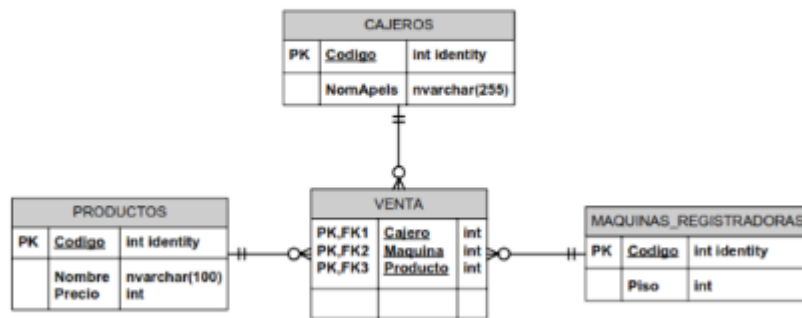 CAJEROS
PK Codigo int identity
NomApels nvarchar(255)
PRODUCTOS
PK Codigo int identity
Nombre nvarchar(100)
Precio int
VENTA
PK,FK1 Cajero int
PK,FK2 Maquina int
PK,FK3 Producto int
MAQUINAS_REGISTRADORAS
PK Codigo int identity
Piso int